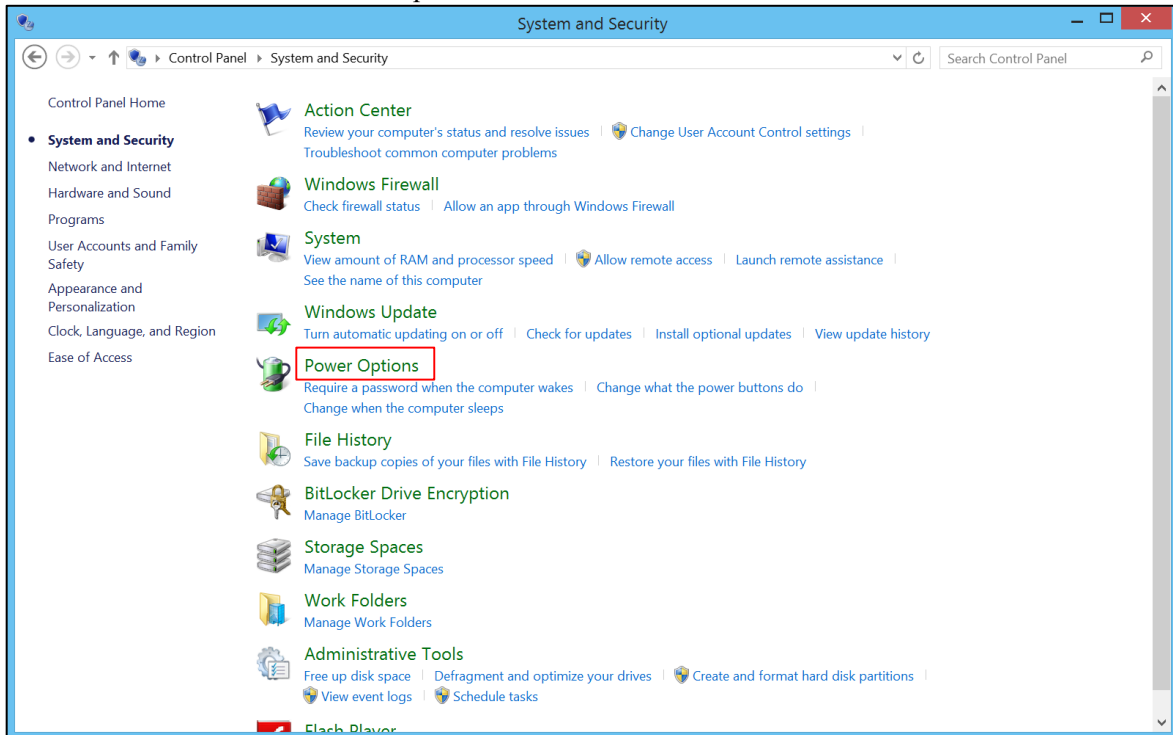 System and Security
Control Panel System and Security
Search Control Panel
Control Panel Home
System and Security
Network and Internet
Hardware and Sound
Programs
User Accounts and Family
Safety
Appearance and
Personalization
Clock, Language, and Region
Ease of Access
Action Center
Review your computer's status and resolve issues Change User Account Control settings
Troubleshoot common computer problems
Windows Firewall
Check firewall status Allow an app through Windows Firewall
System
View amount of RAM and processor speed Allow remote access Launch remote assistance
See the name of this computer
Windows Update
Turn automatic updating on or off Check for updates Install optional updates View update history
Power Options
Require a password when the computer wakes Change what the power buttons do
Change when the computer sleeps
File History
Save backup copies of your files with File History Restore your files with File History
BitLocker Drive Encryption
Manage BitLocker
Storage Spaces
Manage Storage Spaces
Work Folders
Manage Work Folders
Administrative Tools
Free up disk space Defragment and optimize your drives Create and format hard disk partitions
View event logs Schedule tasks
Flash Player